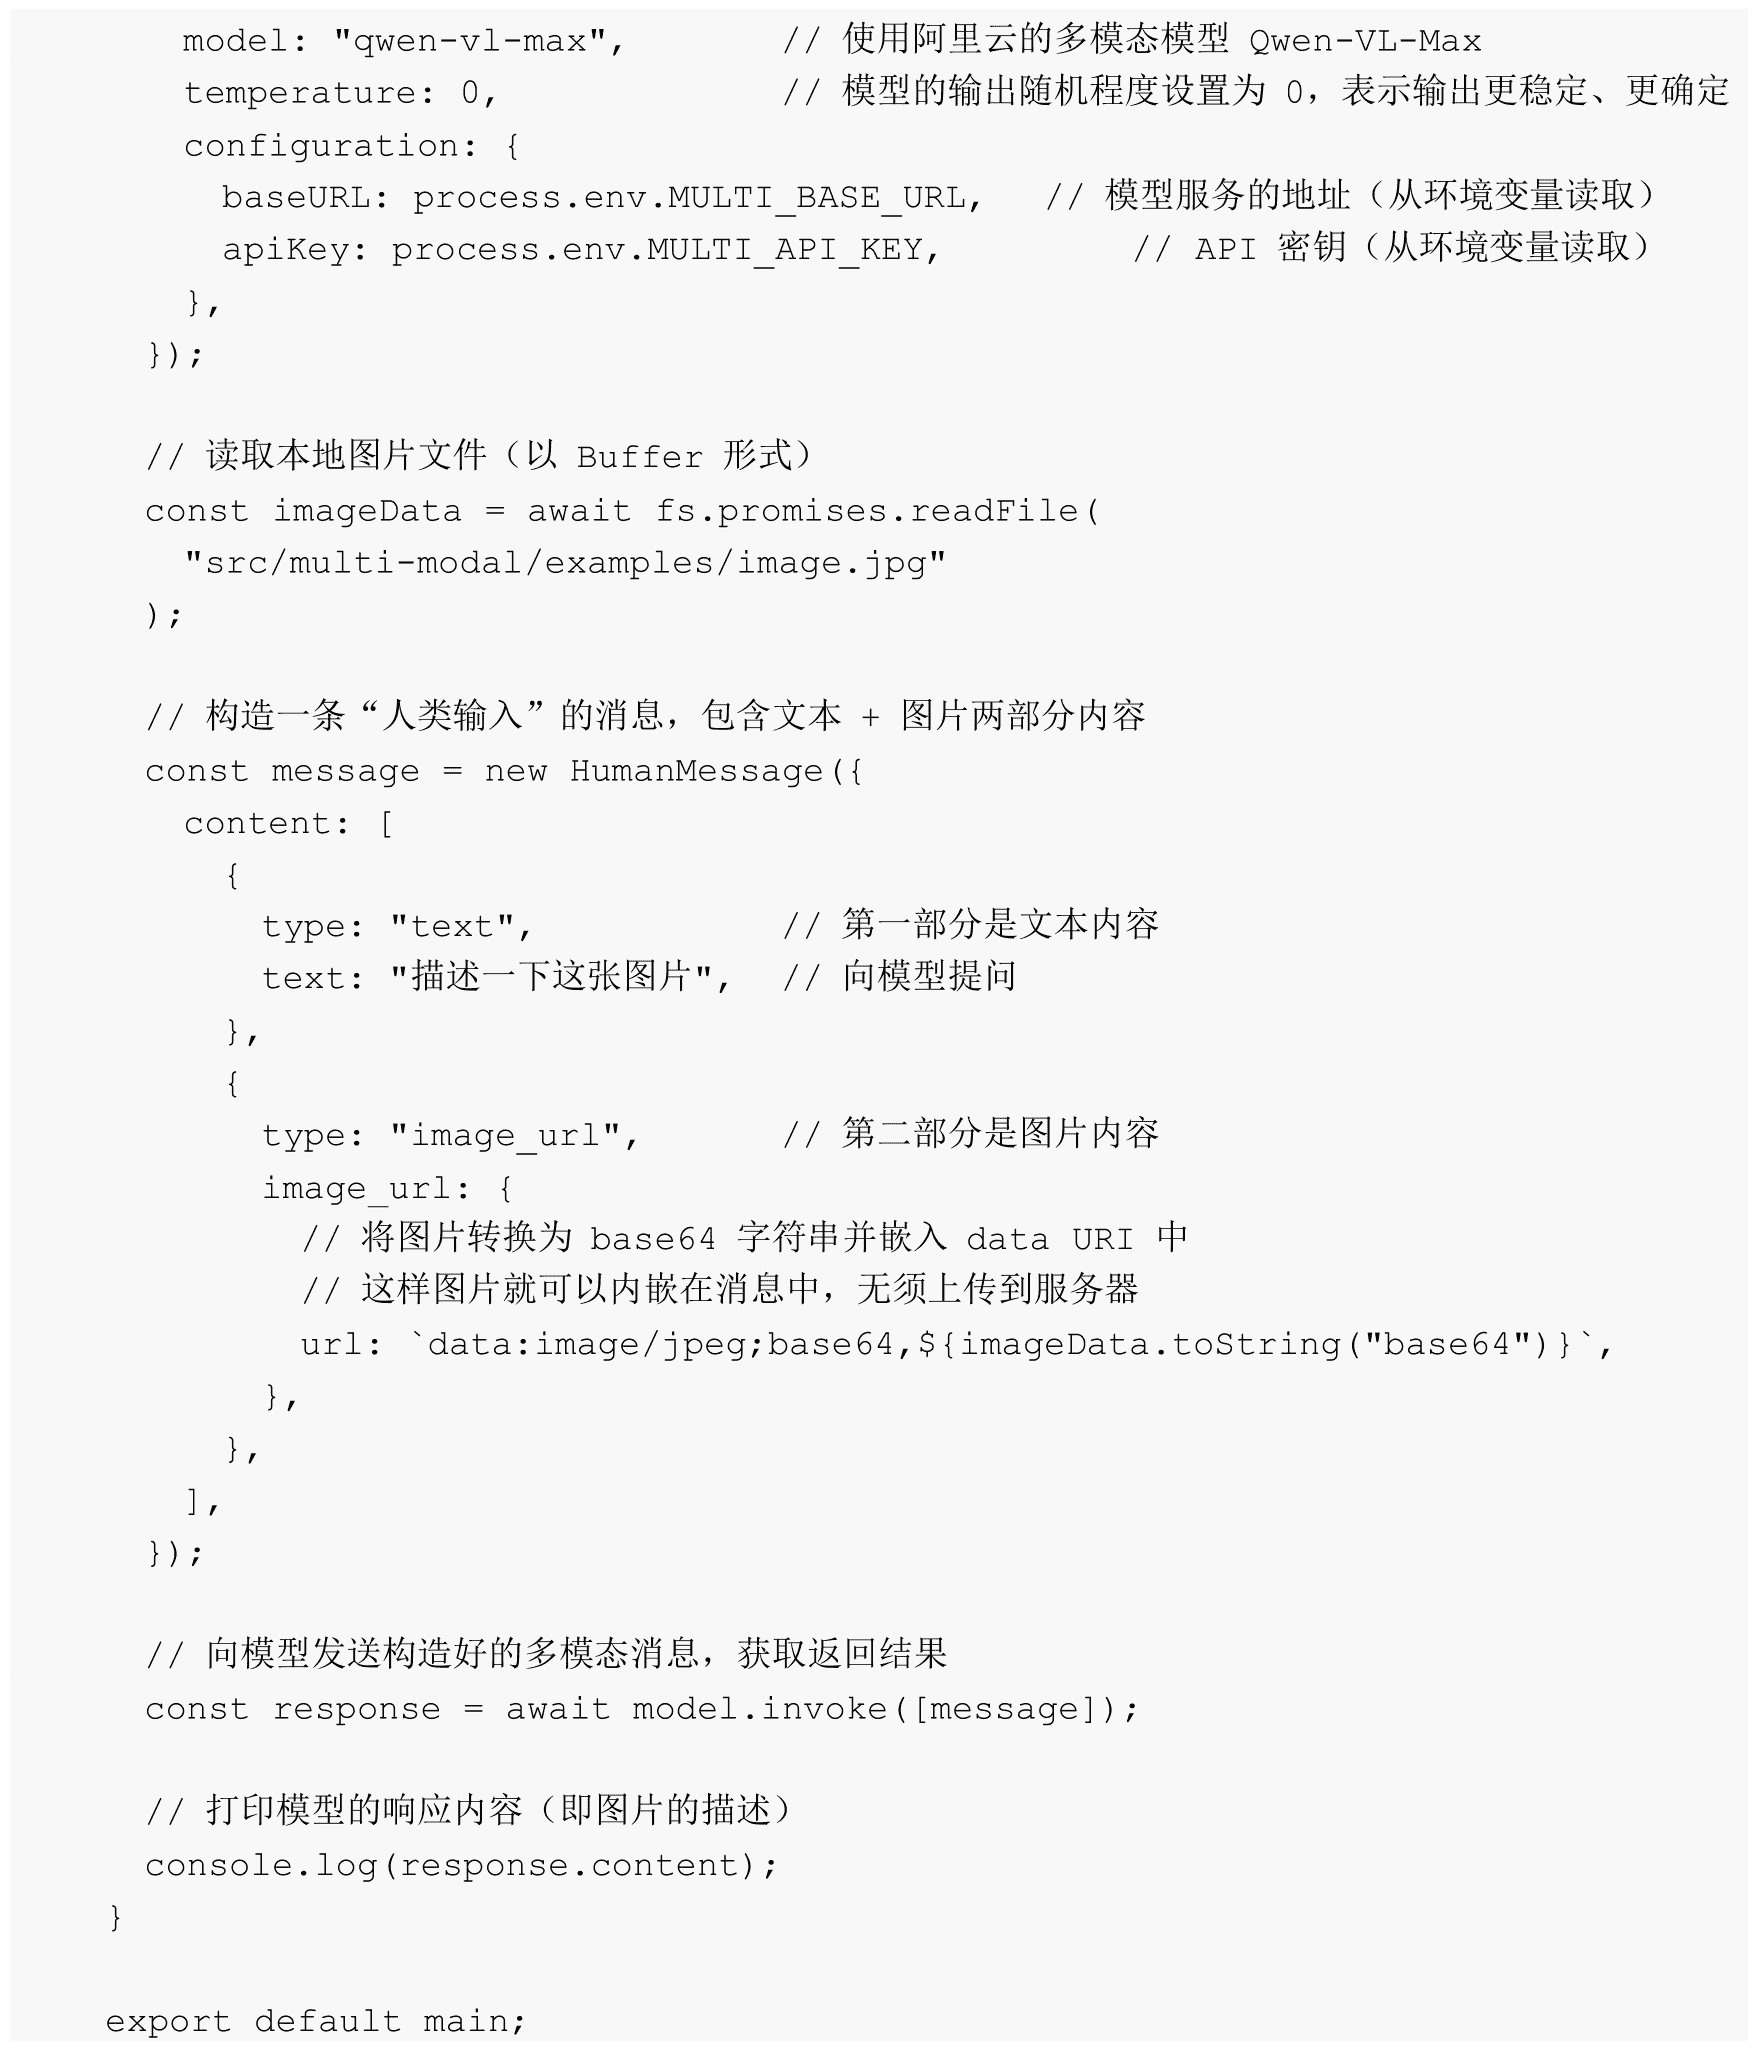 model: "qwen-vl-max", // 使用阿里云的多模态模型 Qwen-VL-Max
temperature: 0, // 模型的输出随机程度设置为 0，表示输出更稳定、更确定
configuration: {
baseURL: process.env.MULTI_BASE_URL, // 模型服务的地址（从环境变量读取）
apiKey: process.env.MULTI_API_KEY, // API 密钥（从环境变量读取）
},
});
// 读取本地图片文件（以 Buffer 形式）
const imageData = await fs.promises.readFile(
"src/multi-modal/examples/image.jpg"
);
// 构造一条“人类输入”的消息，包含文本 + 图片两部分内容
const message = new HumanMessage({
content: [
{
type: "text", // 第一部分是文本内容
text: "描述一下这张图片", // 向模型提问
},
{
type: "image_url", // 第二部分是图片内容
image_url: {
// 将图片转换为 base64 字符串并嵌入 data URI 中
// 这样图片就可以内嵌在消息中，无须上传到服务器
url: `data:image/jpeg;base64,${imageData.toString("base64")}`,
},
},
],
});
// 向模型发送构造好的多模态消息，获取返回结果
const response = await model.invoke([message]);
// 打印模型的响应内容（即图片的描述）
console.log(response.content);
}
export default main;